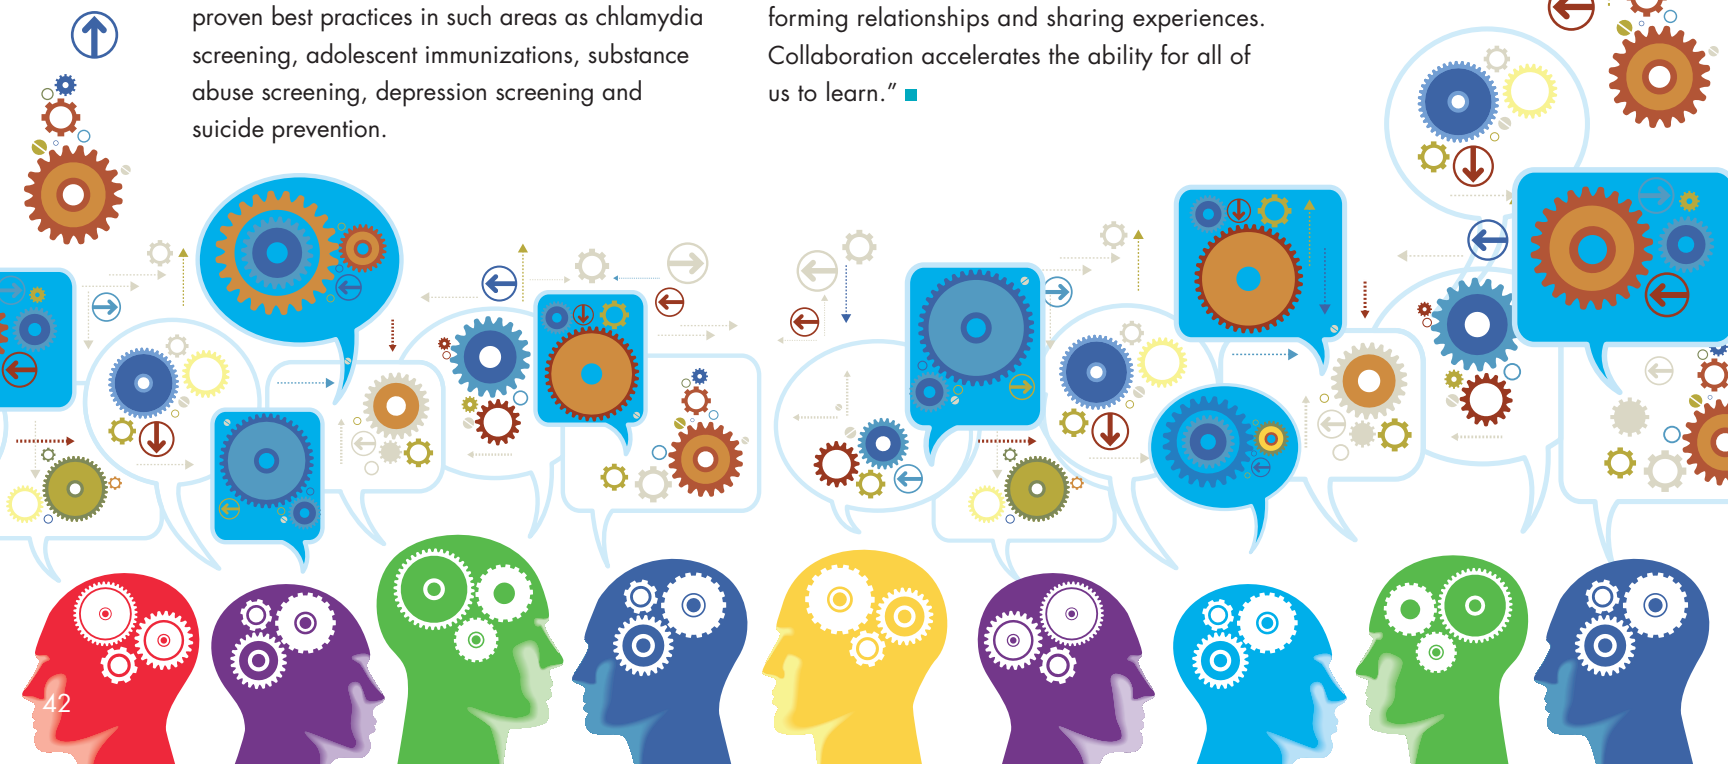 proven best practices in such areas as chlamydia
screening, adolescent immunizations, substance
abuse screening, depression screening and
suicide prevention.
forming relationships and sharing experiences.
Collaboration accelerates the ability for all of
us to learn.”
42